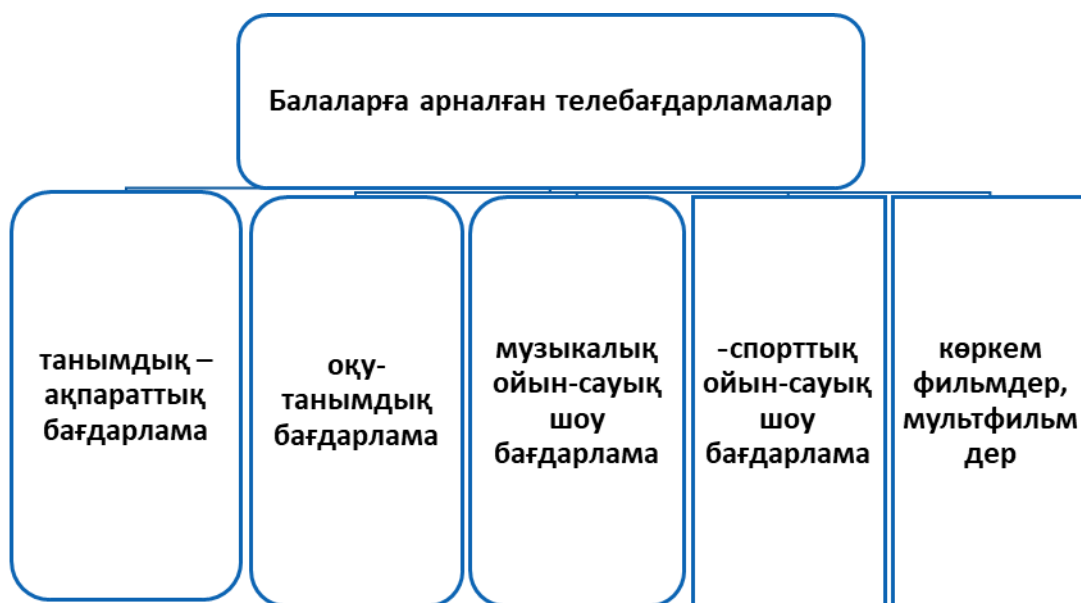 Балаларға арналған телебағдарламалар
танымдық –
ақпараттық
бағдарлама
оқу-
танымдық
бағдарлама
музыкалық
ойын-сауық
шоу
бағдарлама
-спорттық
ойын-сауық
шоу
бағдарлама
көркем
фильмдер,
мультфильм
дер